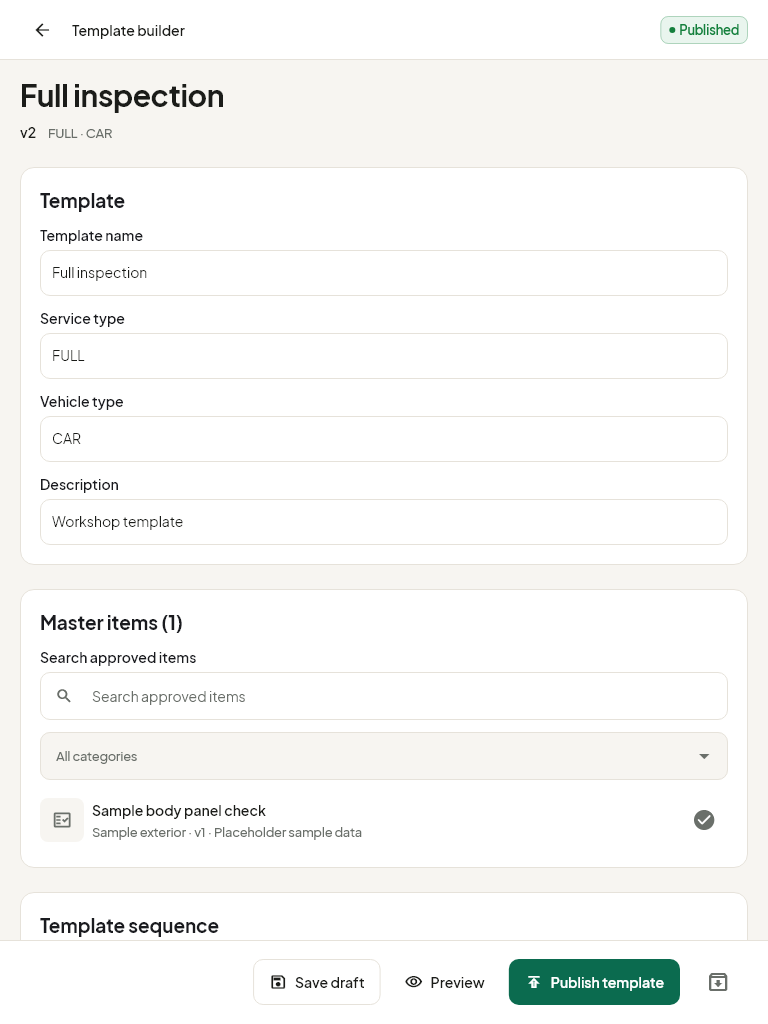 Template builder
Published
Full inspection
v2 FULL · CAR
Template
Template name
Full inspection
Service type
FULL
Vehicle type
CAR
Description
Workshop template
Master items (1)
Search approved items
Search approved items
All categories
Sample body panel check
Sample exterior · v1 · Placeholder sample data
Template sequence
Save draft
Preview
Publish template